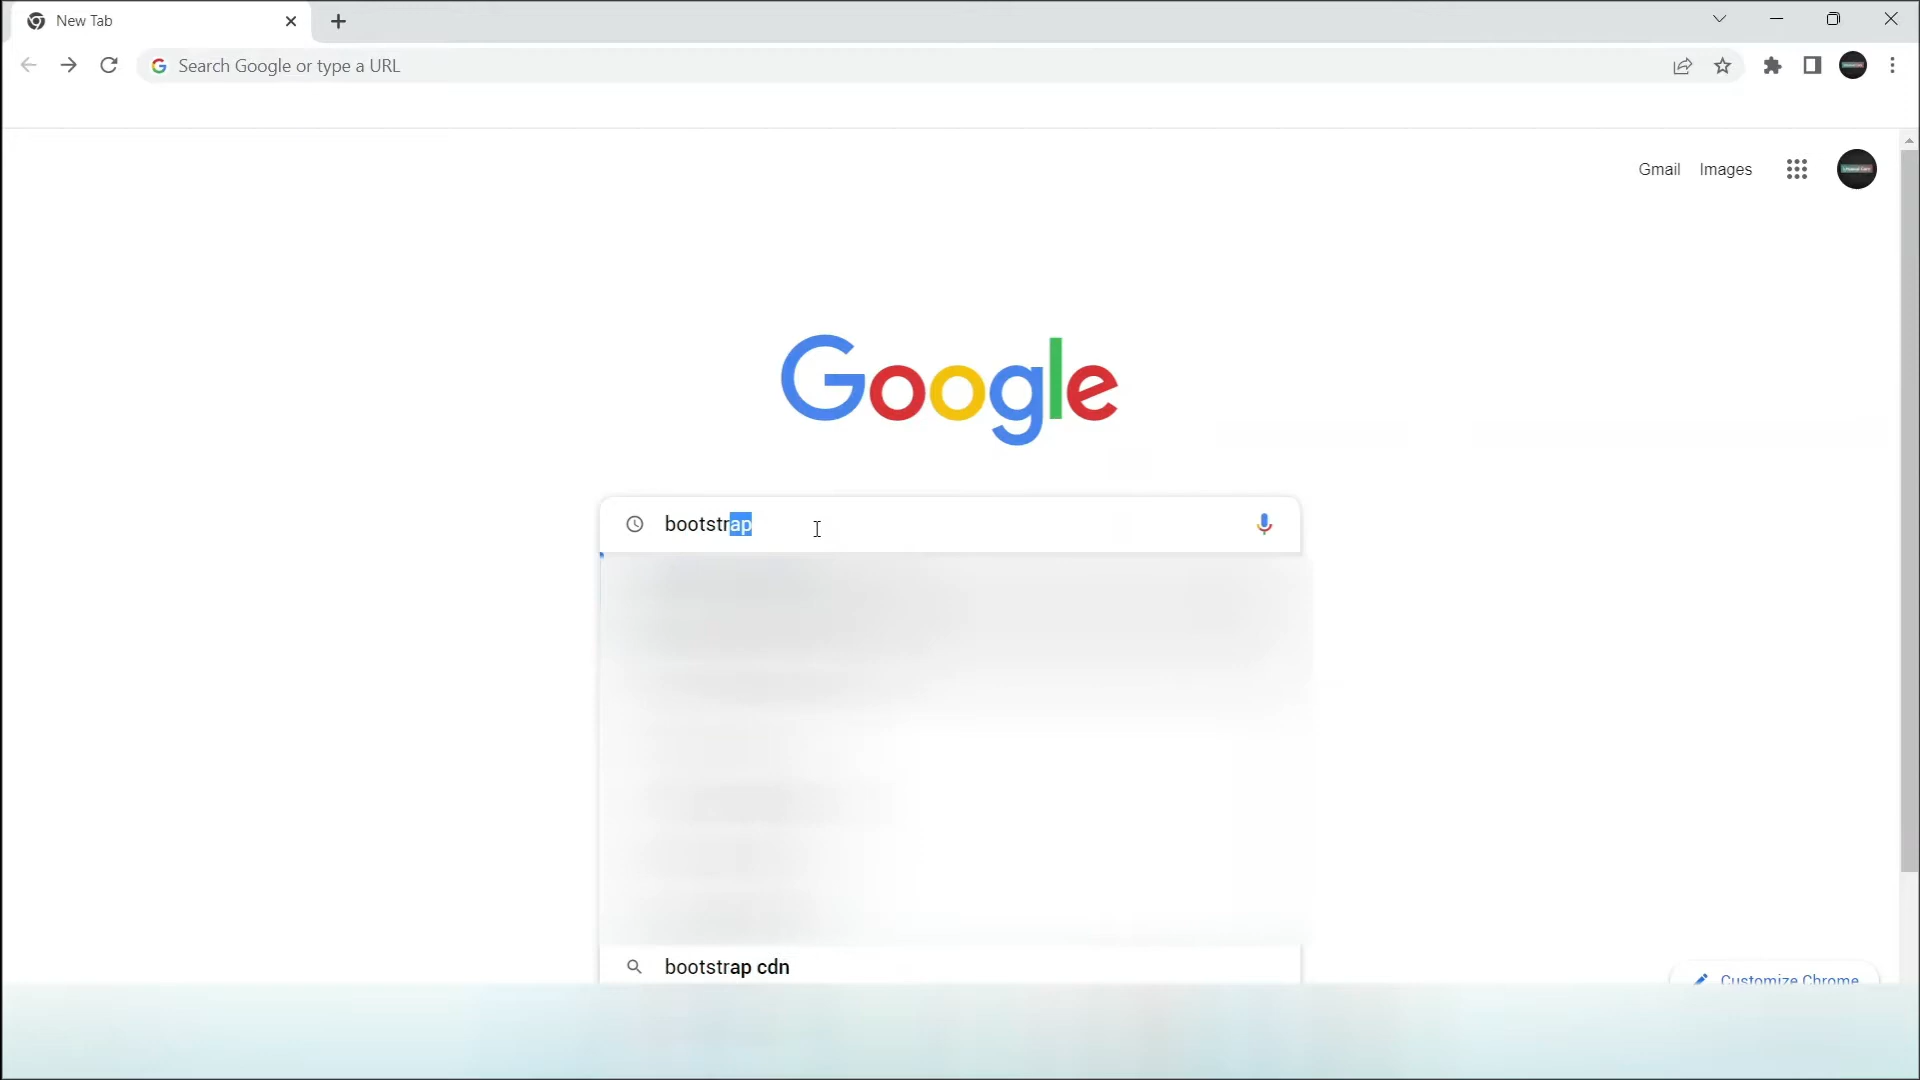 New Tab
Search Google or type a URL
Gmail Images
Google
bootstrap
bootstrap cdn
Customize Chrome